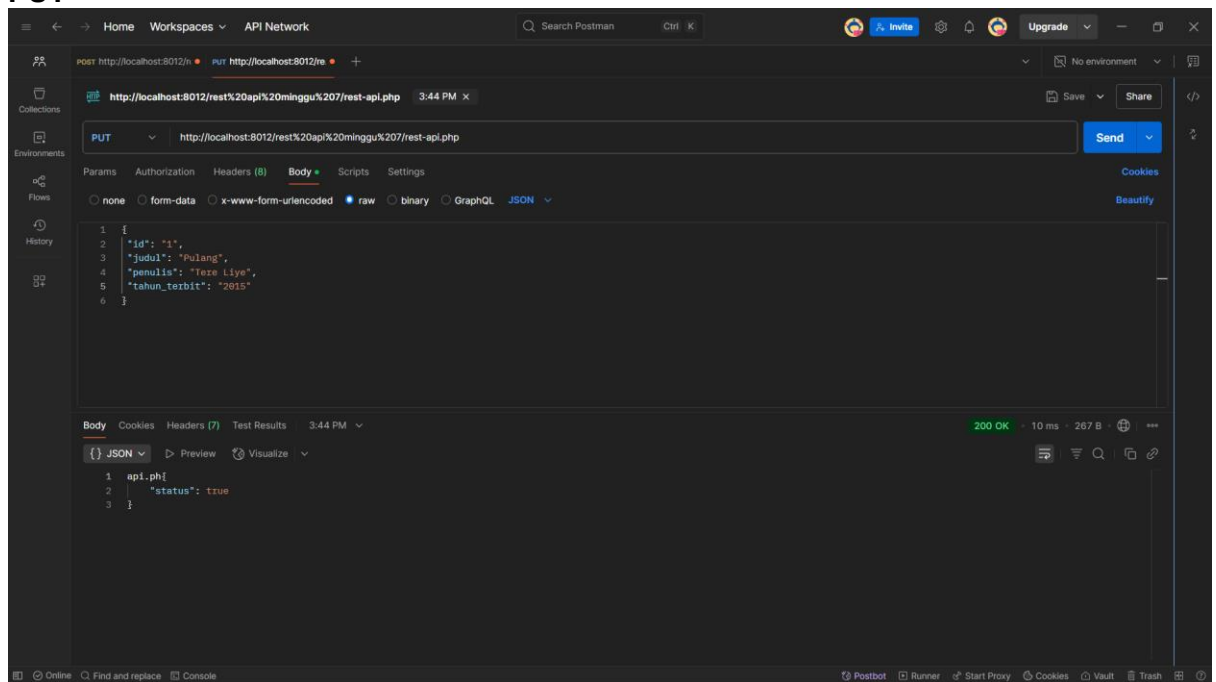 Home Workspaces API Network Search Postman Ctrl K Invite Upgrade
POST http://localhost:8012/n PUT http://localhost:8012/re No environment
HTTP http://localhost:8012/rest%20api%20minggu%207/rest-api.php 3:44 PM Save Share
PUT http://localhost:8012/rest%20api%20minggu%207/rest-api.php Send
Params Authorization Headers (8) Body Scripts Settings Cookies
none form-data x-www-form-urlencoded raw binary GraphQL JSON Beautify
Collections
Environments
Flows
History
1 {
2 "id": "1",
3 "judul": "Pulang",
4 "penulis": "Tere Liye",
5 "tahun_terbit": "2015"
6 }
Body Cookies Headers (7) Test Results 3:44 PM 200 OK 10 ms 267 B
{} JSON Preview Visualize
1 api.ph{
2 "status": true
3 }
Online Find and replace Console Postbot Runner Start Proxy Cookies Vault Trash